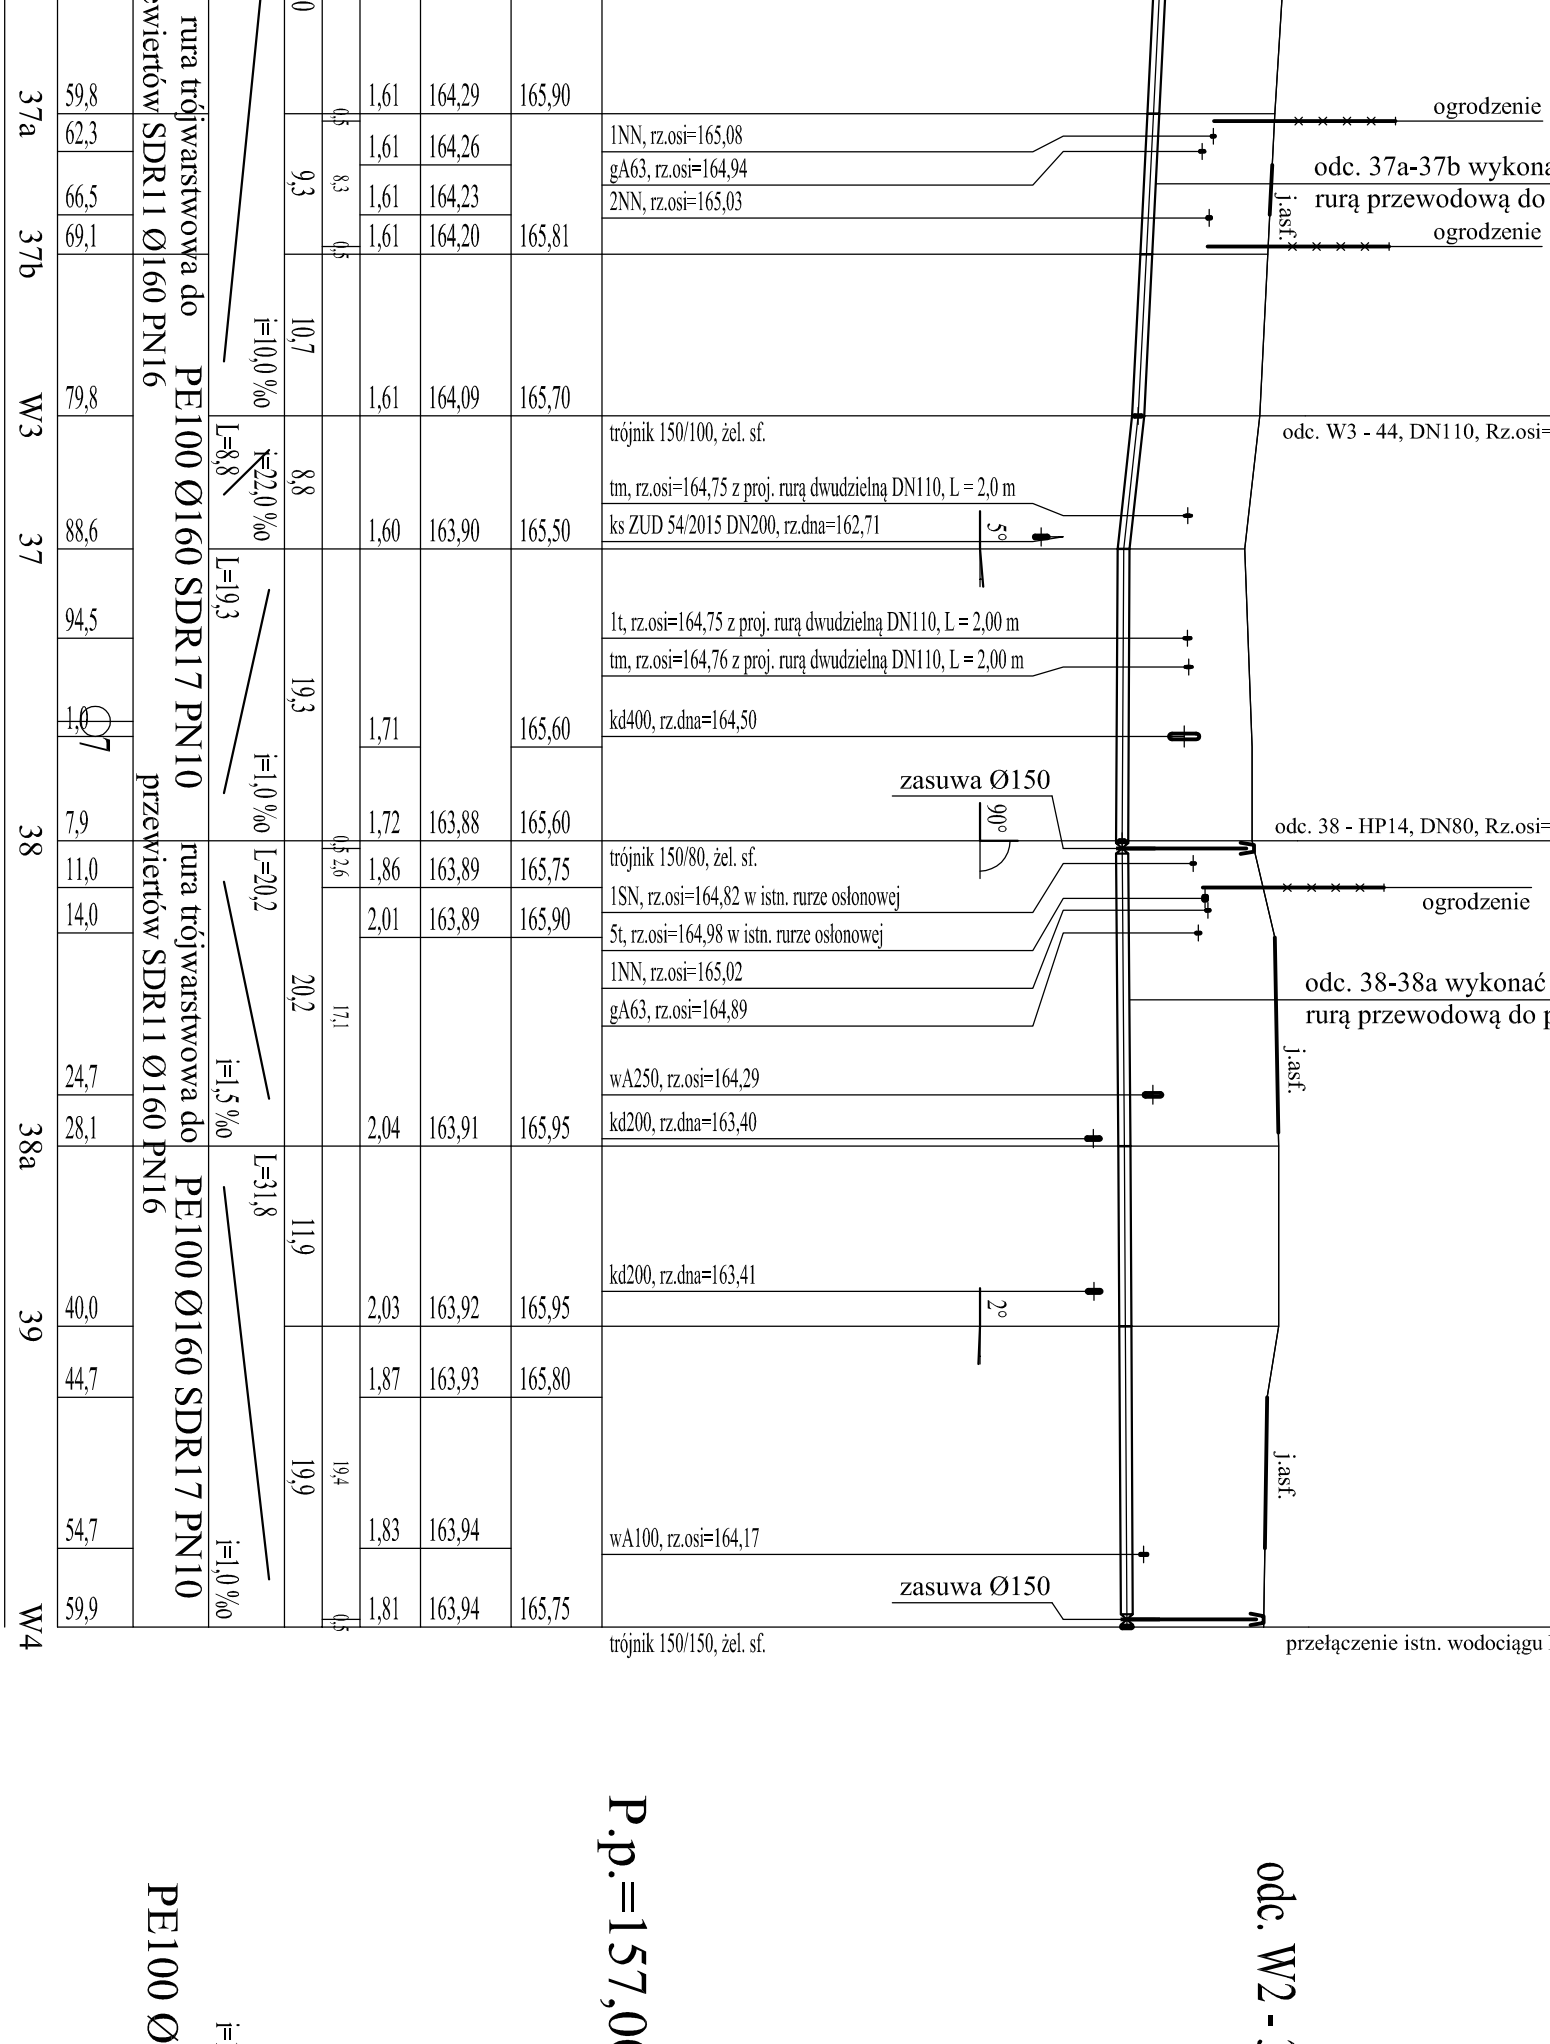 59,8
1,61
164,29
165,90
ogrodzenie
37a
0,5
62,3
1,61
164,26
1NN, rz.osi=165,08
gA63, rz.osi=164,94
9,3
8,3
odc. 37a-37b
rurą przewodową do
66,5
1,61
164,23
2NN, rz.osi=165,03
j.asf.
69,1
1,61
164,20
165,81
ogrodzenie
37b
0,5
rura trójwarstwowa do
SDR11 Ø160 PN16
i=10,0 ‰
10,7
79,8
1,61
164,09
165,70
W3
trójnik 150/100, żel. sf.
odc. W3 - 44, DN110, Rz.osi=
L=8,8
i=22,0 ‰
8,8
tm, rz.osi=164,75 z proj. rurą dwudzielną DN110, L = 2,0 m
88,6
1,60
163,90
165,50
ks ZUD 54/2015 DN200, rz.dna=162,71
5°
37
PE100 Ø160 SDR17 PN10
L=19,3
94,5
1t, rz.osi=164,75 z proj. rurą dwudzielną DN110, L = 2,00 m
tm, rz.osi=164,76 z proj. rurą dwudzielną DN110, L = 2,00 m
19,3
1,0
7
1,71
165,60
kd400, rz.dna=164,50
i=1,0 ‰
zasuwa Ø150
7,9
1,72
163,88
165,60
90°
odc. 38 - HP14, DN80, Rz.osi=
38
0,5
2,6
L=20,2
trójnik 150/80, żel. sf.
11,0
1,86
163,89
165,75
1SN, rz.osi=164,82 w istn. rurze osłonowej
ogrodzenie
14,0
2,01
163,89
165,90
5t, rz.osi=164,98 w istn. rurze osłonowej
1NN, rz.osi=165,02
gA63, rz.osi=164,89
20,2
17,1
odc. 38-38a wykonać
rurą przewodową do
j.asf.
rura trójwarstwowa do
przewiertów SDR11 Ø160 PN16
i=1,5 ‰
24,7
wA250, rz.osi=164,29
28,1
2,04
163,91
165,95
kd200, rz.dna=163,40
38a
L=31,8
11,9
kd200, rz.dna=163,41
40,0
2,03
163,92
165,95
2°
39
PE100 Ø160 SDR17 PN10
44,7
1,87
163,93
165,80
19,9
19,4
j.asf.
54,7
1,83
163,94
wA100, rz.osi=164,17
i=1,0 ‰
zasuwa Ø150
59,9
1,81
163,94
165,75
0,5
W4
trójnik 150/150, żel. sf.
przełączenie istn. wodociągu
P.p.=157,00
odc. W2 -
PE100 Ø
i=